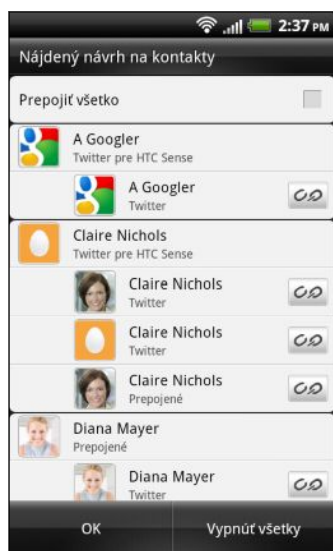 2:37 PM
Nájdený návrh na kontakty
Prepojiť všetko
A Googler
Twitter pre HTC Sense
A Googler
Twitter
Claire Nichols
Twitter pre HTC Sense
Claire Nichols
Twitter
Claire Nichols
Twitter
Claire Nichols
Prepojené
Diana Mayer
Prepojené
Diana Mayer
Twitter
OK
Vypnúť všetky